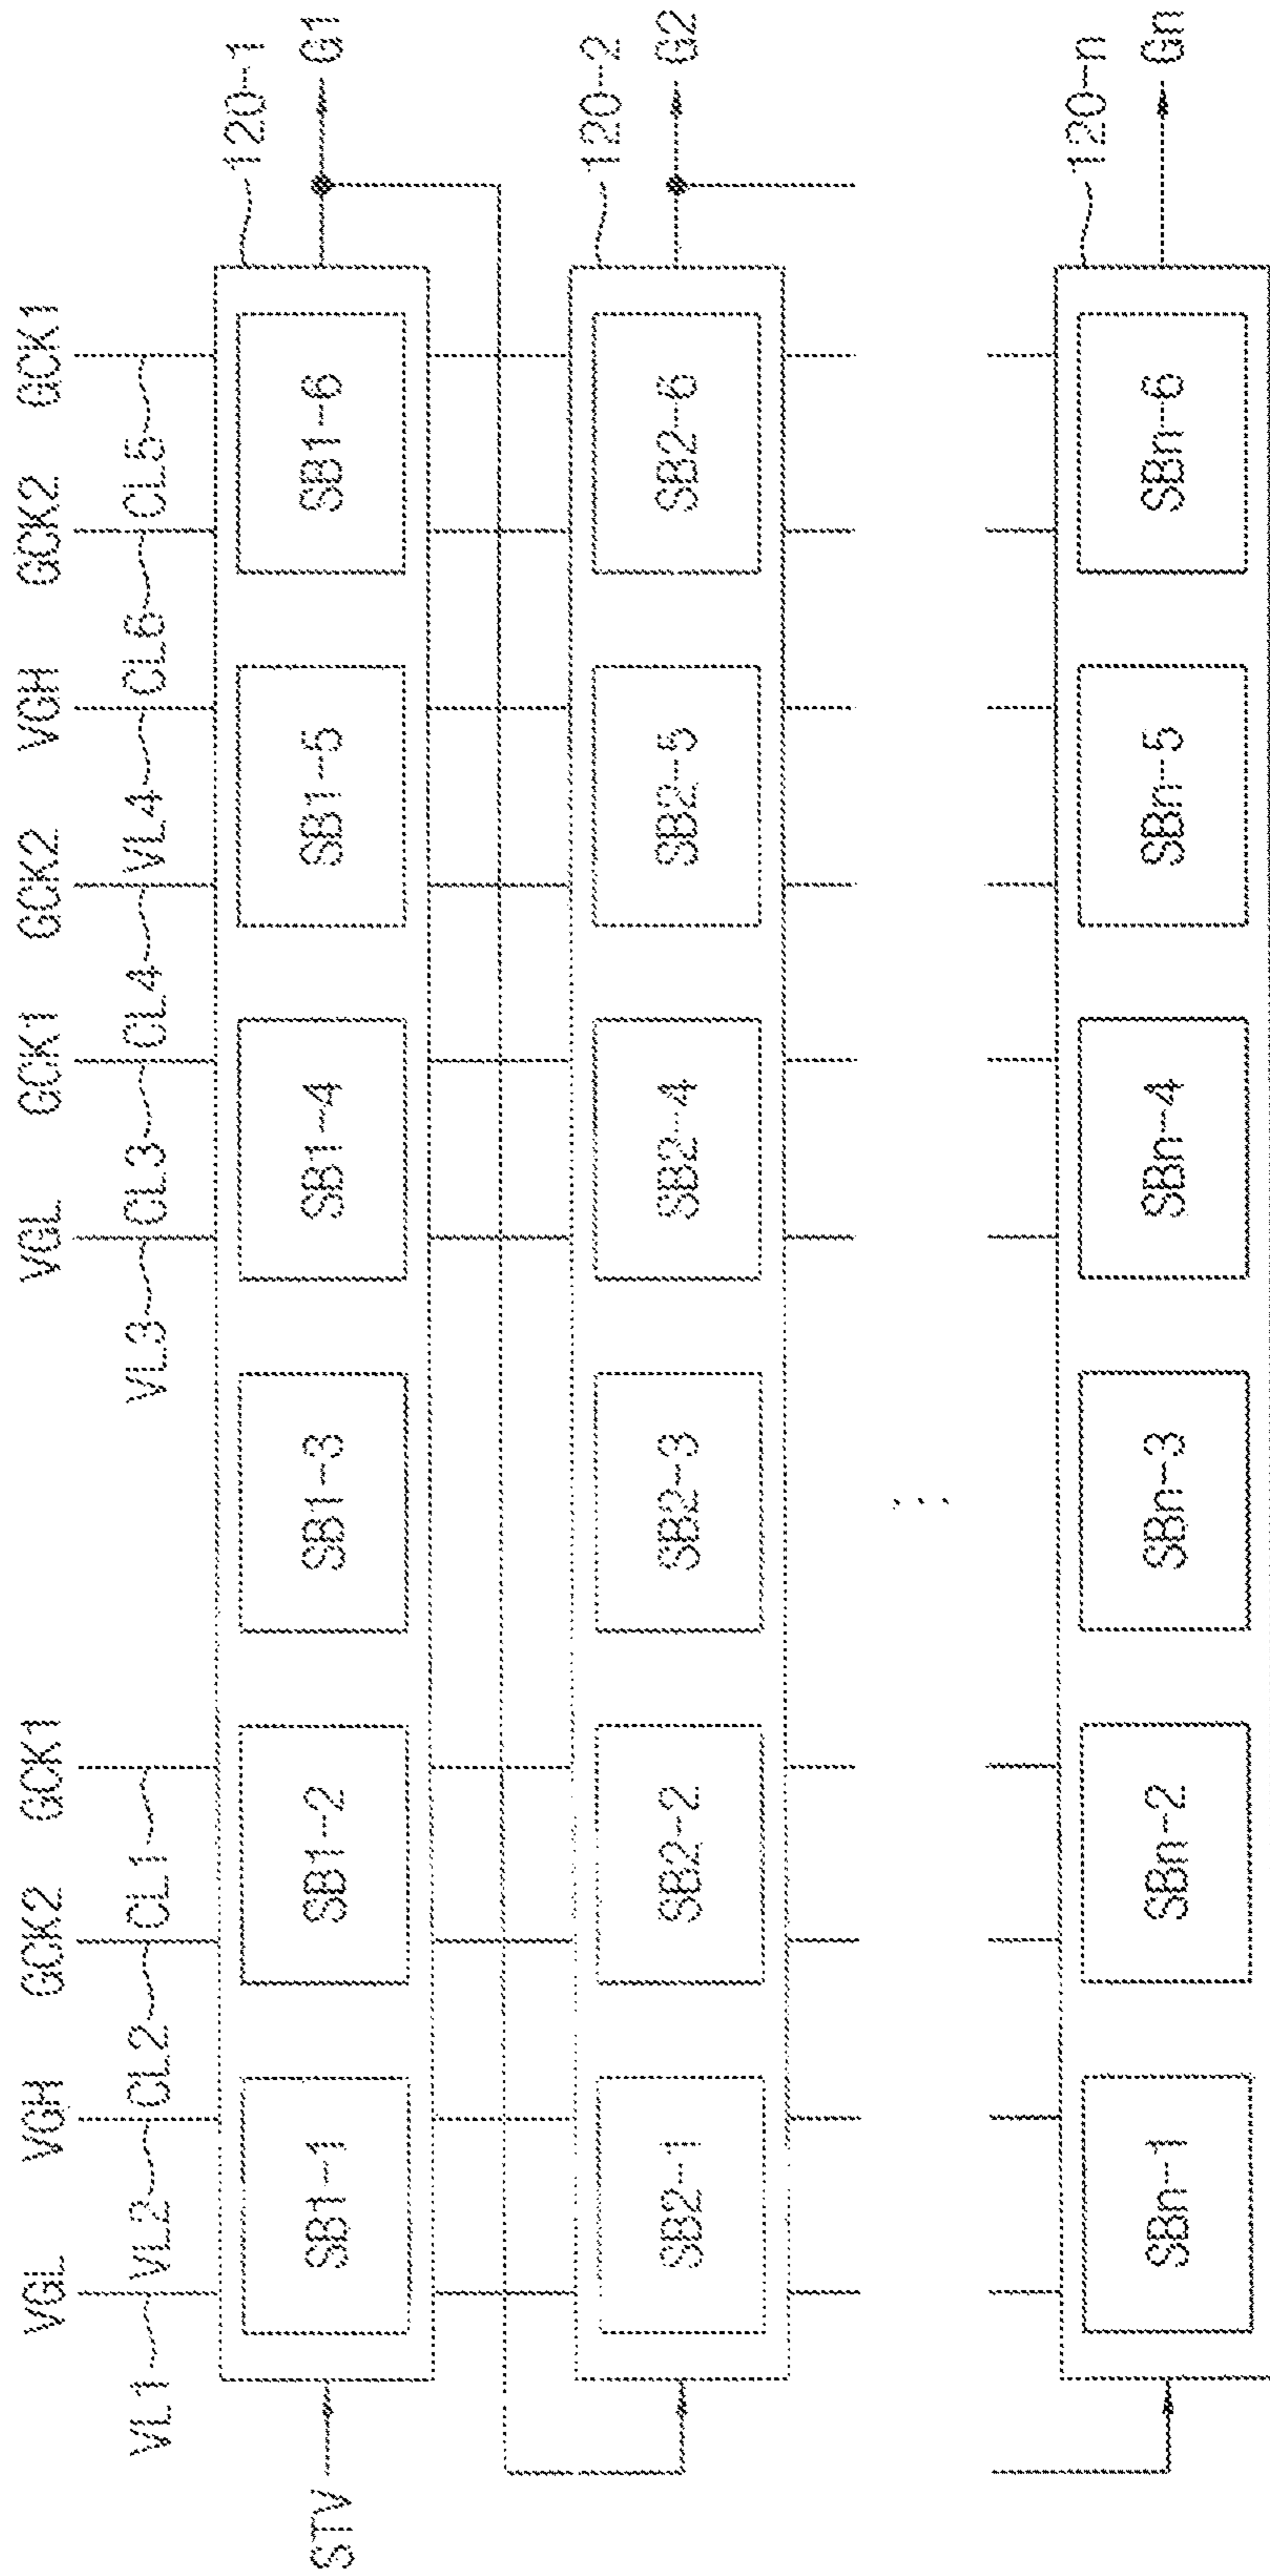 VGL VGH GCK2 GCK1 VGL GCK1 GCK2 VGH GCK2 GCK1
VL1 VL2 CL2 CL1 VL3 CL3 CL4 VL4 CL6 CL5
120-1
STV SB1-1 SB1-2 SB1-3 SB1-4 SB1-5 SB1-6 G1
120-2
SB2-1 SB2-2 SB2-3 SB2-4 SB2-5 SB2-6 G2
120-n
SBn-1 SBn-2 SBn-3 SBn-4 SBn-5 SBn-6 Gn